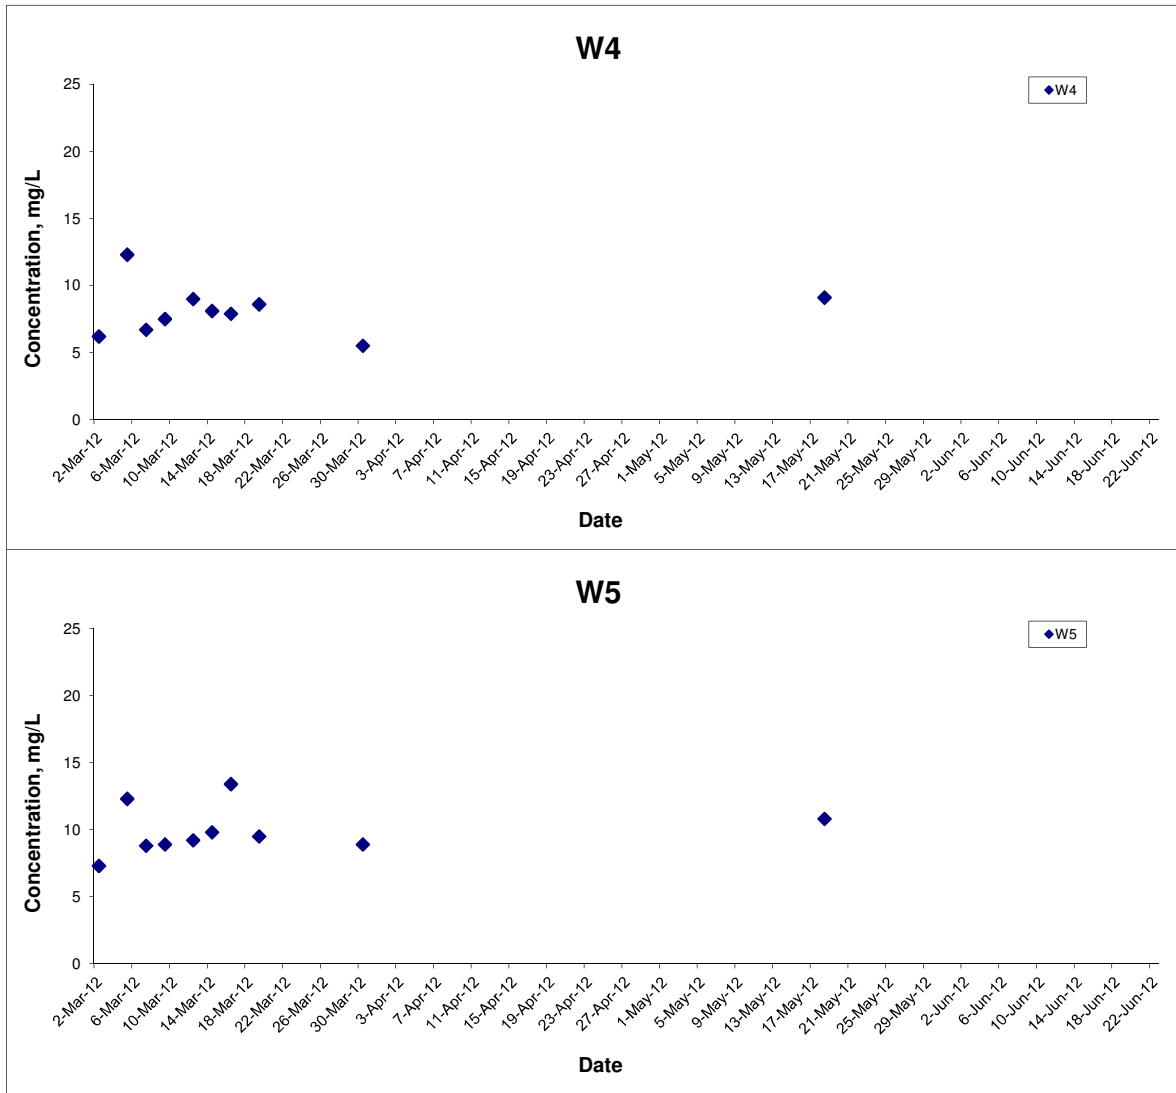 W4
W4
25
20
15
10
5
0
Concentration, mg/L
2-Mar-12
6-Mar-12
10-Mar-12
14-Mar-12
18-Mar-12
22-Mar-12
26-Mar-12
30-Mar-12
3-Apr-12
7-Apr-12
11-Apr-12
15-Apr-12
19-Apr-12
23-Apr-12
27-Apr-12
1-May-12
5-May-12
9-May-12
13-May-12
17-May-12
21-May-12
25-May-12
29-May-12
2-Jun-12
6-Jun-12
10-Jun-12
14-Jun-12
18-Jun-12
22-Jun-12
Date
W5
W5
25
20
15
10
5
0
Concentration, mg/L
2-Mar-12
6-Mar-12
10-Mar-12
14-Mar-12
18-Mar-12
22-Mar-12
26-Mar-12
30-Mar-12
3-Apr-12
7-Apr-12
11-Apr-12
15-Apr-12
19-Apr-12
23-Apr-12
27-Apr-12
1-May-12
5-May-12
9-May-12
13-May-12
17-May-12
21-May-12
25-May-12
29-May-12
2-Jun-12
6-Jun-12
10-Jun-12
14-Jun-12
18-Jun-12
22-Jun-12
Date